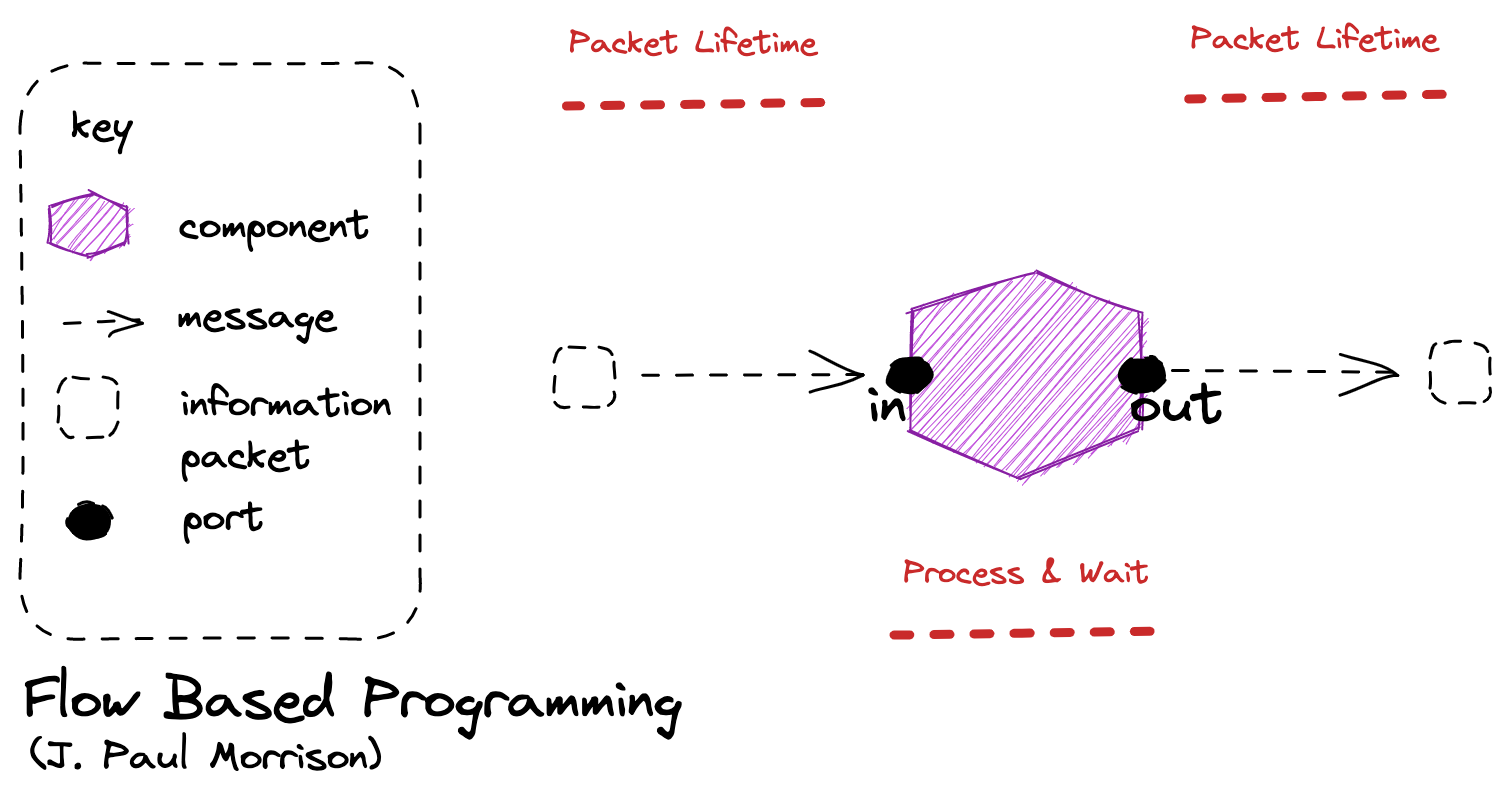 Packet Lifetime
Packet Lifetime
key
component
message
information
packet
port
in
out
Process & Wait
Flow Based Programming
(J. Paul Morrison)